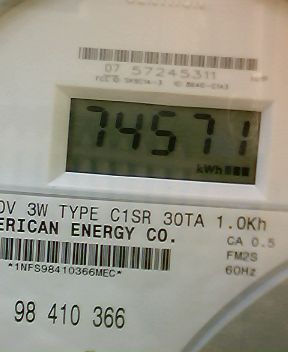 07 57245311
74571
kWh
0V 3W TYPE C1SR 30TA 1.0Kh
ERICAN ENERGY CO.
CA 0.5
*1NFS98410366MEC*
FM2S
60Hz
98 410 366